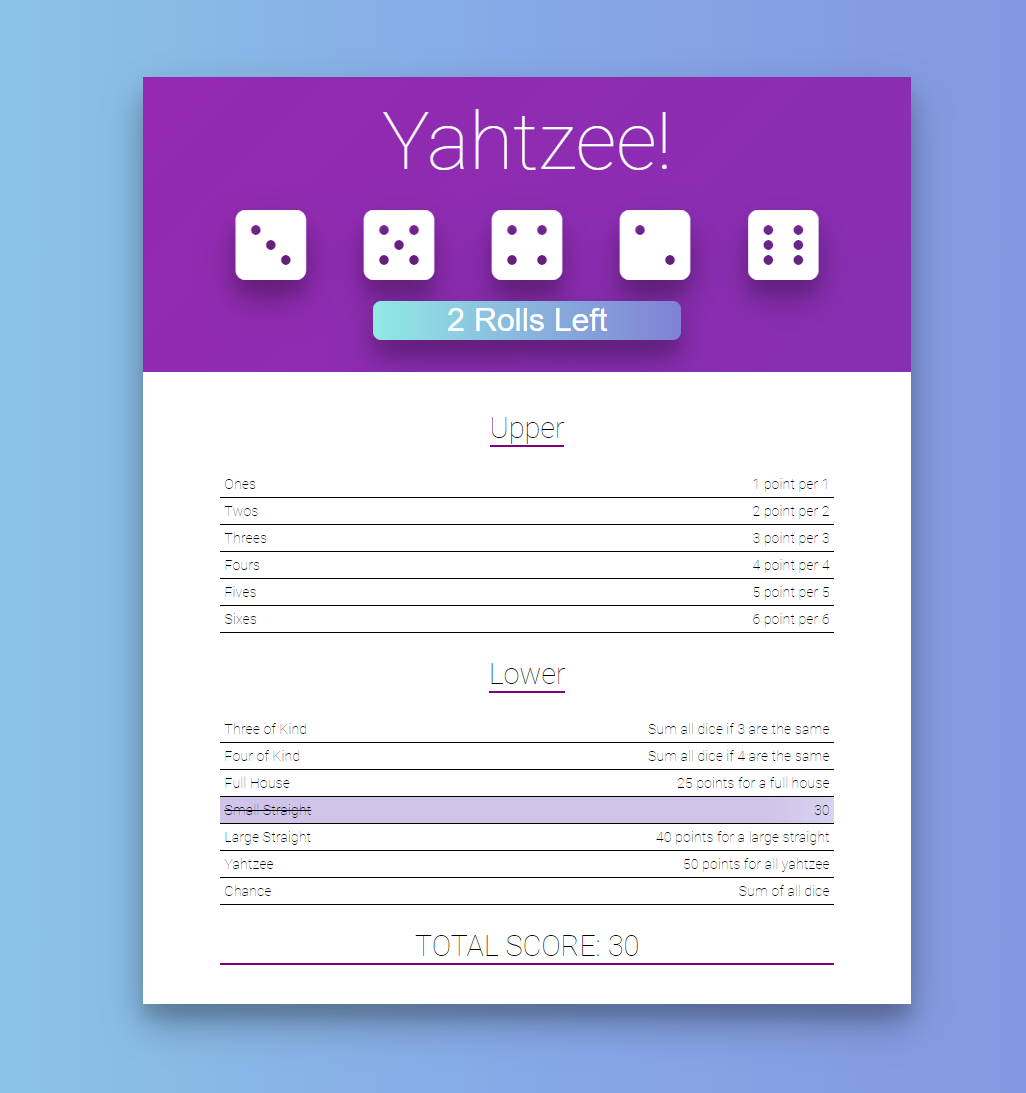 Yahtzee!
2 Rolls Left
Upper
Ones 1 point per 1
Twos 2 point per 2
Threes 3 point per 3
Fours 4 point per 4
Fives 5 point per 5
Sixes 6 point per 6
Lower
Three of Kind Sum all dice if 3 are the same
Four of Kind Sum all dice if 4 are the same
Full House 25 points for a full house
Small Straight 30
Large Straight 40 points for a large straight
Yahtzee 50 points for all yahtzee
Chance Sum of all dice
TOTAL SCORE: 30